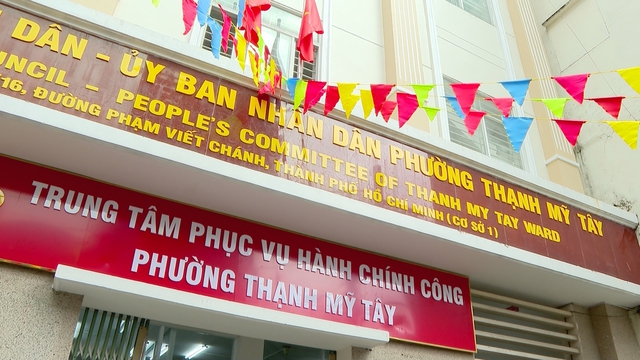 DÂN - ỦY BAN NHÂN DÂN PHƯỜNG THẠNH MỸ TÂY
COUNCIL - PEOPLE'S COMMITTEE OF THANH MY TAY WARD
16, ĐƯỜNG PHẠM VIẾT CHÁNH, THÀNH PHỐ HỒ CHÍ MINH (CƠ SỞ 1)
TRUNG TÂM PHỤC VỤ HÀNH CHÍNH CÔNG
PHƯỜNG THẠNH MỸ TÂY